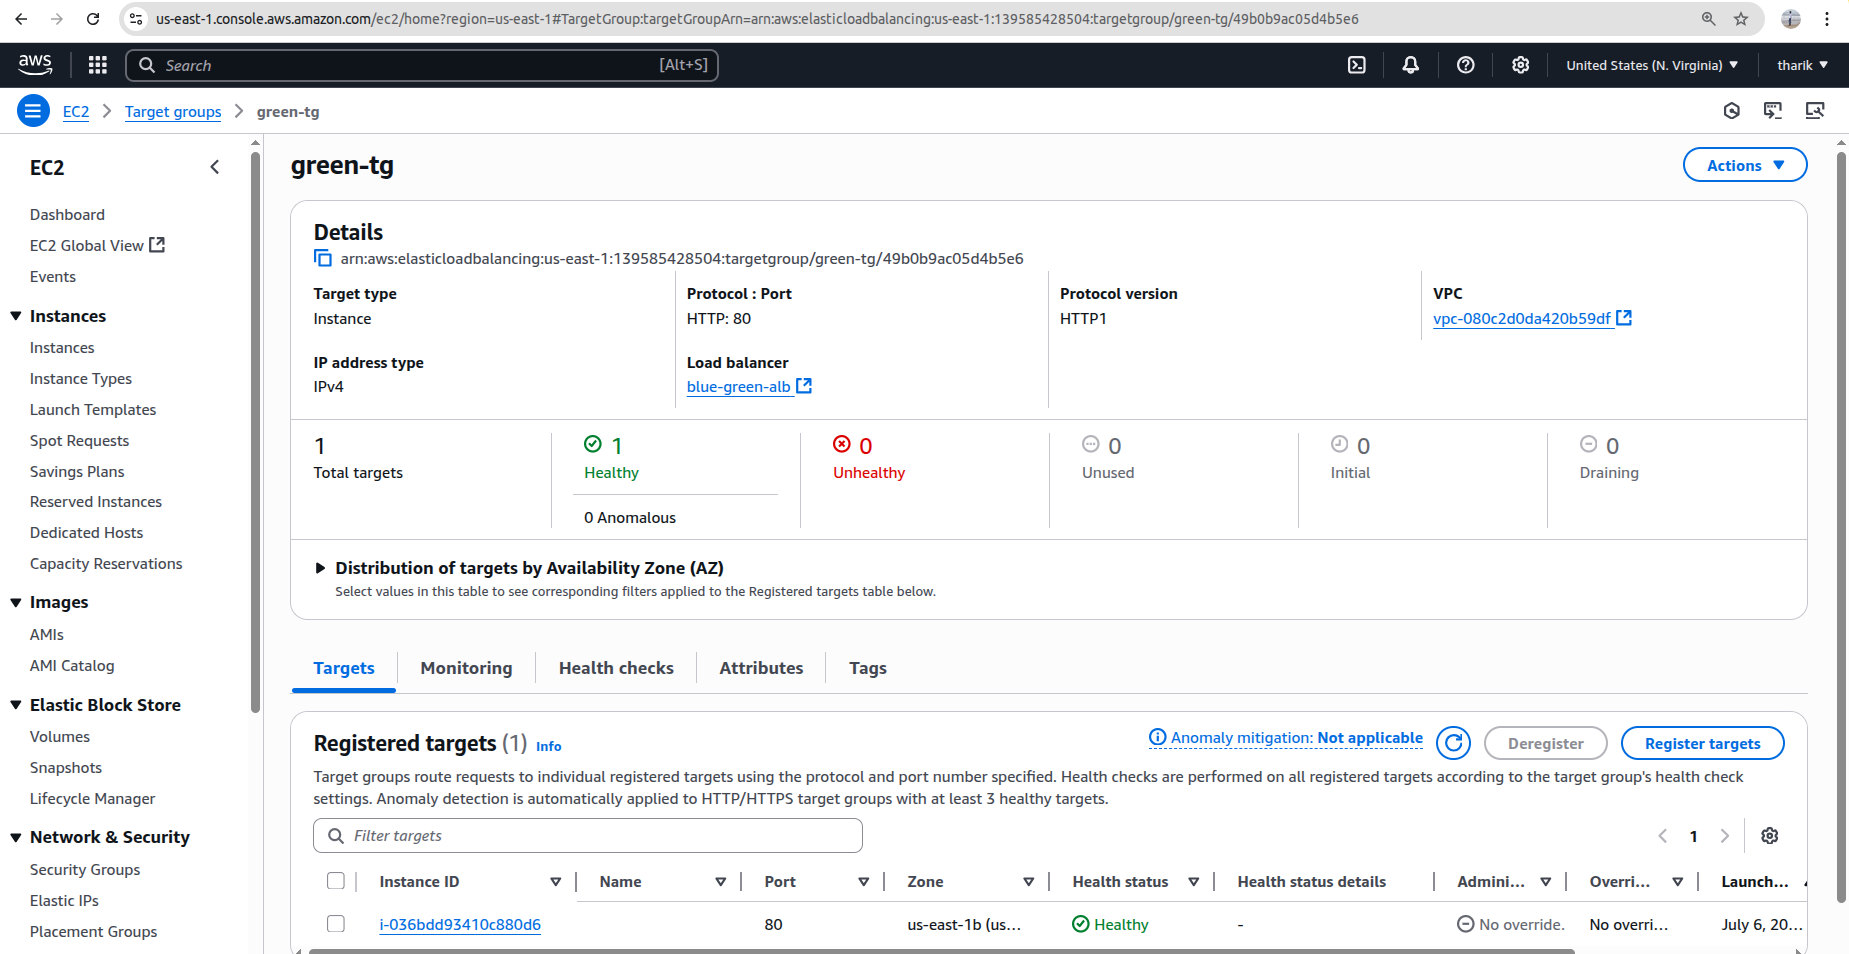 us-east-1.console.aws.amazon.com/ec2/home?region=us-east-1#TargetGroup:targetGroupArn=arn:aws:elasticloadbalancing:us-east-1:139585428504:targetgroup/green-tg/49b0b9ac05d4b5e6
aws Search [Alt+S] United States (N. Virginia) tharik
EC2 Target groups green-tg
EC2
Dashboard
EC2 Global View
Events
Instances
Instances
Instance Types
Launch Templates
Spot Requests
Savings Plans
Reserved Instances
Dedicated Hosts
Capacity Reservations
Images
AMIs
AMI Catalog
Elastic Block Store
Volumes
Snapshots
Lifecycle Manager
Network & Security
Security Groups
Elastic IPs
Placement Groups
green-tg
Actions
Details
arn:aws:elasticloadbalancing:us-east-1:139585428504:targetgroup/green-tg/49b0b9ac05d4b5e6
Target type
Instance
Protocol : Port
HTTP: 80
Protocol version
HTTP1
VPC
vpc-080c2d0da420b59df
IP address type
IPv4
Load balancer
blue-green-alb
1
Total targets
1
Healthy
0 Anomalous
0
Unhealthy
0
Unused
0
Initial
0
Draining
Distribution of targets by Availability Zone (AZ)
Select values in this table to see corresponding filters applied to the Registered targets table below.
Targets Monitoring Health checks Attributes Tags
Registered targets (1) Info
Anomaly mitigation: Not applicable
Deregister
Register targets
Target groups route requests to individual registered targets using the protocol and port number specified. Health checks are performed on all registered targets according to the target group's health check
settings. Anomaly detection is automatically applied to HTTP/HTTPS target groups with at least 3 healthy targets.
Filter targets
1
Instance ID Name Port Zone Health status Health status details Admini... Overri... Launch...
i-036bdd93410c880d6 80 us-east-1b (us... Healthy - No override. No overri... July 6, 20...